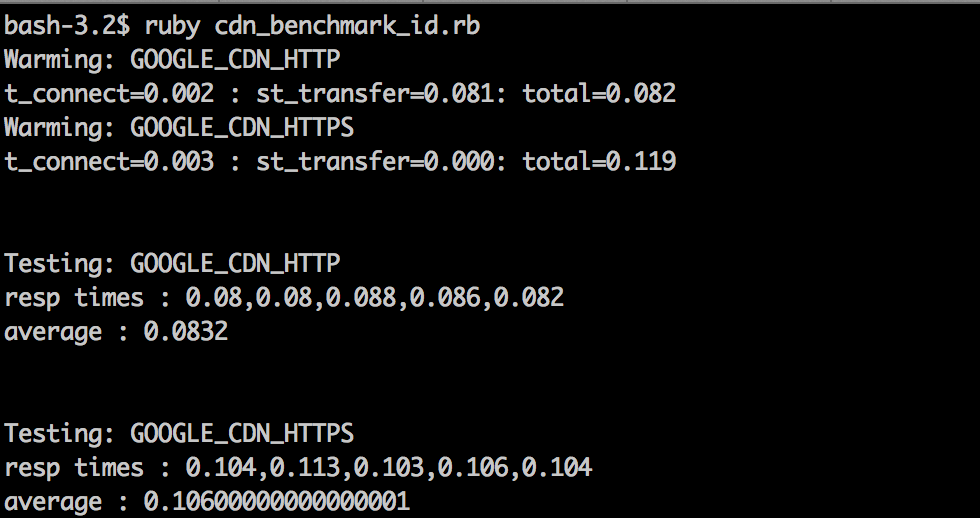 bash-3.2$ ruby cdn_benchmark_id.rb
Warming: GOOGLE_CDN_HTTP
t_connect=0.002 : st_transfer=0.081: total=0.082
Warming: GOOGLE_CDN_HTTPS
t_connect=0.003 : st_transfer=0.000: total=0.119
Testing: GOOGLE_CDN_HTTP
resp times : 0.08,0.08,0.088,0.086,0.082
average : 0.0832
Testing: GOOGLE_CDN_HTTPS
resp times : 0.104,0.113,0.103,0.106,0.104
average : 0.10600000000000001